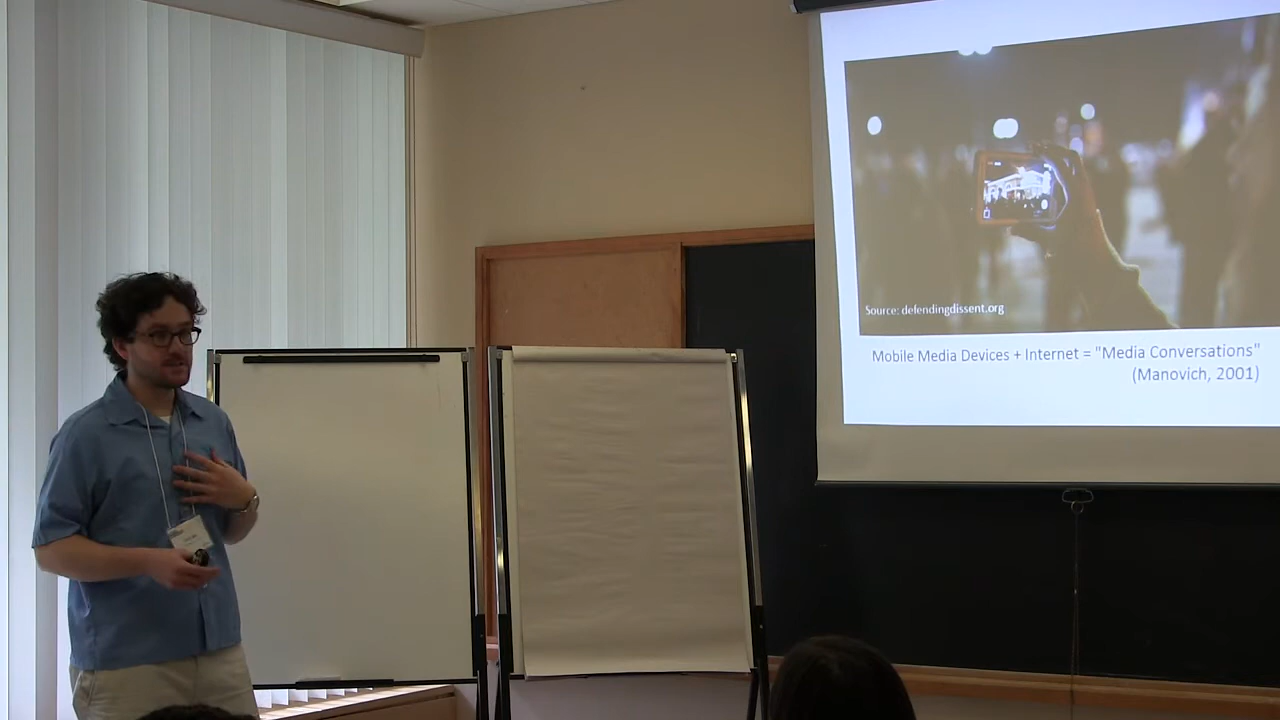 Source: defendingdissent.org
Mobile Media Devices + Internet = "Media Conversations"
(Manovich, 2001)